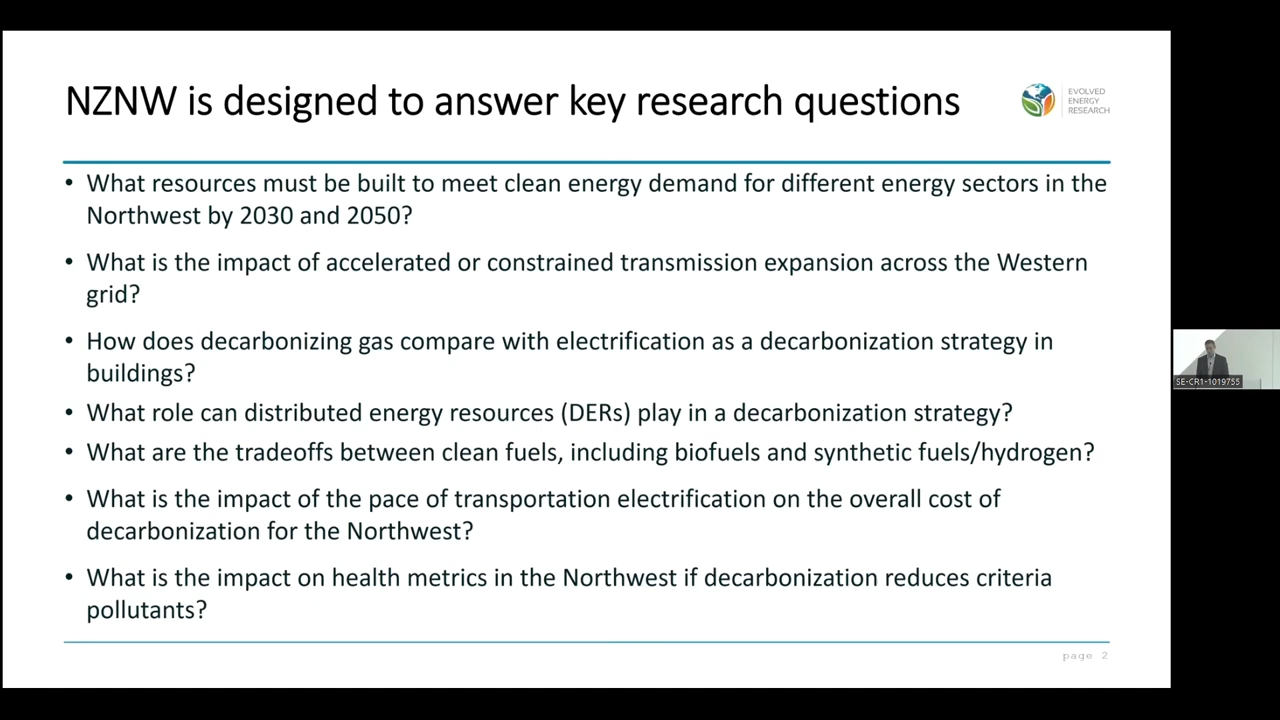 NZNW is designed to answer key research questions
EVOLVED
ENERGY
RESEARCH
• What resources must be built to meet clean energy demand for different energy sectors in the
Northwest by 2030 and 2050?
• What is the impact of accelerated or constrained transmission expansion across the Western
grid?
• How does decarbonizing gas compare with electrification as a decarbonization strategy in
buildings?
• What role can distributed energy resources (DERs) play in a decarbonization strategy?
• What are the tradeoffs between clean fuels, including biofuels and synthetic fuels/hydrogen?
• What is the impact of the pace of transportation electrification on the overall cost of
decarbonization for the Northwest?
• What is the impact on health metrics in the Northwest if decarbonization reduces criteria
pollutants?
page 2
SE-CR1-1019755